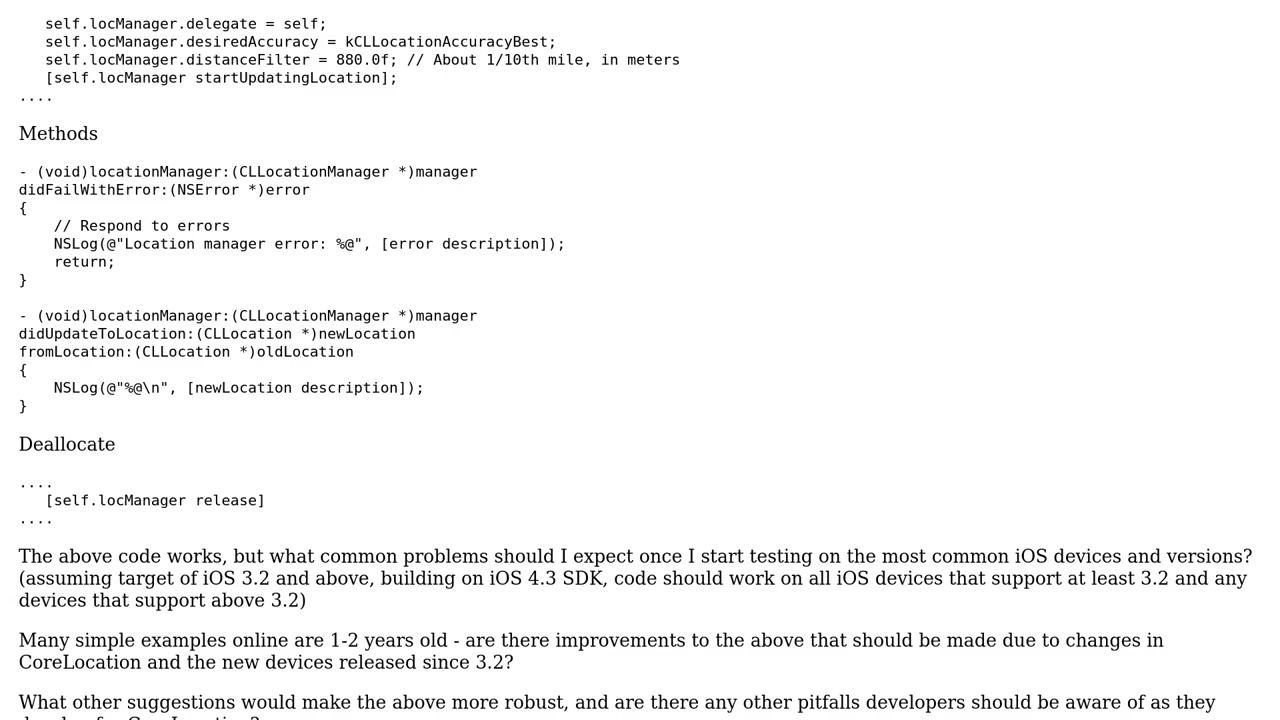 self.locManager.delegate = self;
self.locManager.desiredAccuracy = kCLLocationAccuracyBest;
self.locManager.distanceFilter = 880.0f; // About 1/10th mile, in meters
[self.locManager startUpdatingLocation];
....
Methods
- (void)locationManager:(CLLocationManager *)manager
didFailWithError:(NSError *)error
{
// Respond to errors
NSLog(@"Location manager error: %@", [error description]);
return;
}
- (void)locationManager:(CLLocationManager *)manager
didUpdateToLocation:(CLLocation *)newLocation
fromLocation:(CLLocation *)oldLocation
{
NSLog(@"%@\n", [newLocation description]);
}
Deallocate
....
[self.locManager release]
....
The above code works, but what common problems should I expect once I start testing on the most common iOS devices and versions?
(assuming target of iOS 3.2 and above, building on iOS 4.3 SDK, code should work on all iOS devices that support at least 3.2 and any
devices that support above 3.2)
Many simple examples online are 1-2 years old - are there improvements to the above that should be made due to changes in
CoreLocation and the new devices released since 3.2?
What other suggestions would make the above more robust, and are there any other pitfalls developers should be aware of as they